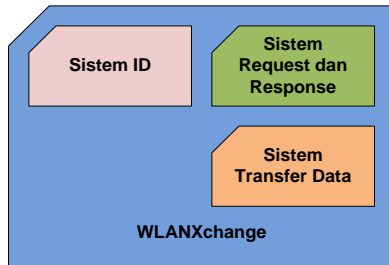 Sistem ID
Sistem
Request dan
Response
Sistem
Transfer Data
WLANXchange